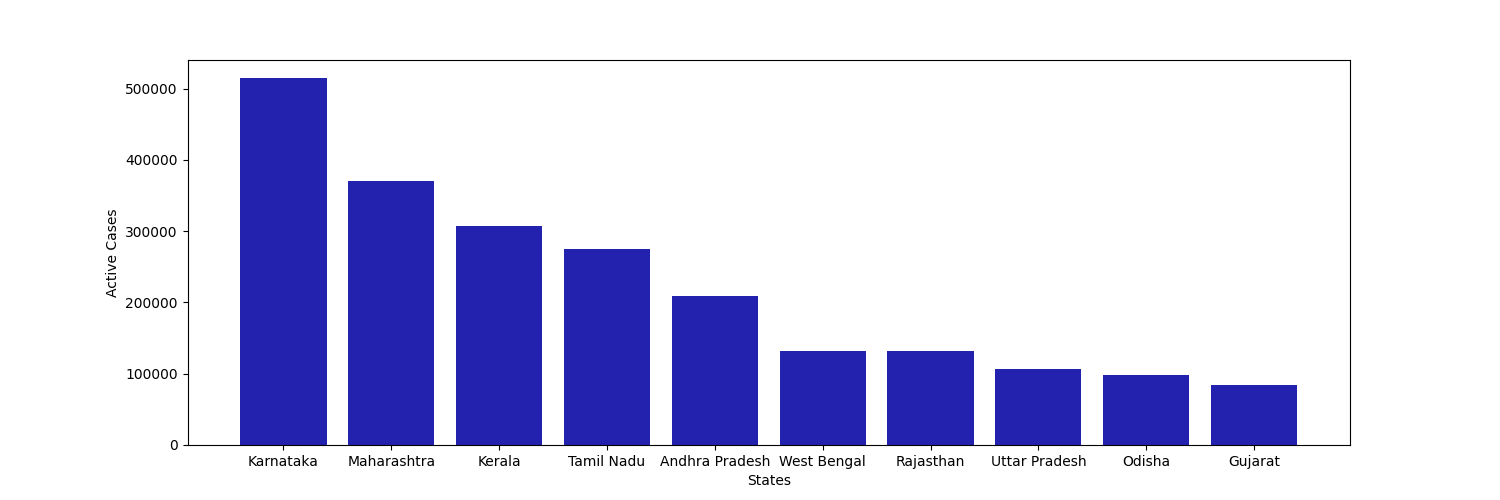 Active Cases
500000
400000
300000
200000
100000
0
Karnataka Maharashtra Kerala Tamil Nadu Andhra Pradesh West Bengal Rajasthan Uttar Pradesh Odisha Gujarat
States